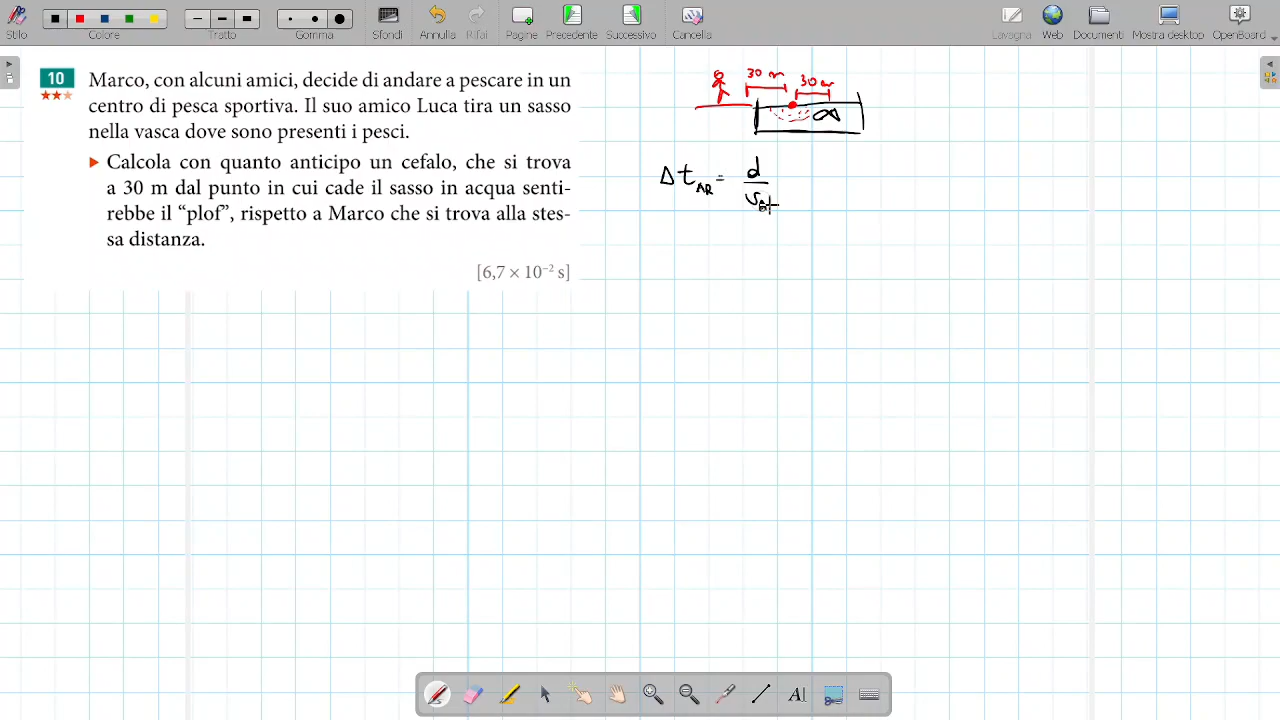 Stilo
Colore
Tratto
Gomma
Sfondi
Annulla
Rifai
Pagine
Precedente
Successivo
Cancella
Lavagna
Web
Documenti
Mostra desktop
OpenBoard
10
Marco, con alcuni amici, decide di andare a pescare in un
centro di pesca sportiva. Il suo amico Luca tira un sasso
nella vasca dove sono presenti i pesci.
Calcola con quanto anticipo un cefalo, che si trova
a 30 m dal punto in cui cade il sasso in acqua senti-
rebbe il “plof”, rispetto a Marco che si trova alla stes-
sa distanza.
[6,7 × 10⁻² s]
30 m
30 m
Δt =
d
AI